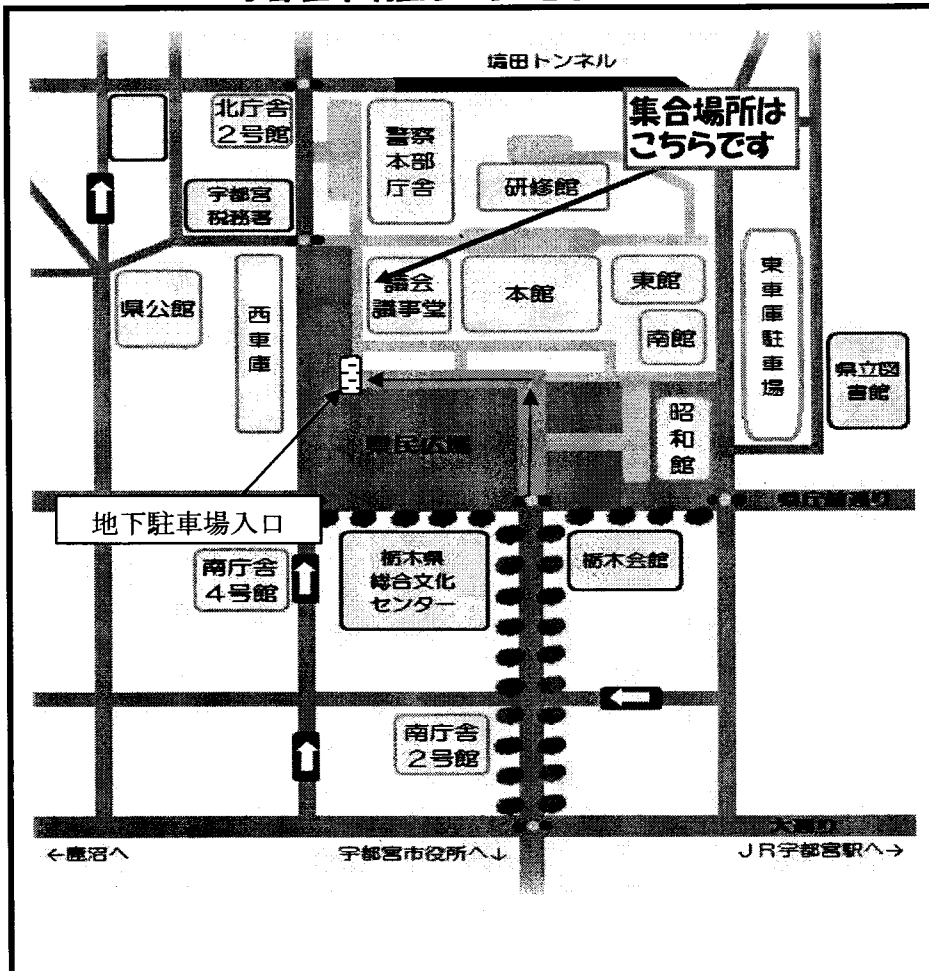 塙田トンネル
集合場所は
こちらです
北庁舎
2号館
警察
本部
庁舎
研修館
宇都宮
税務署
議会
議事堂
本館
東館
南館
県公館
西車庫
東車庫駐車場
県立図
書館
昭和館
県民広場
県庁前通り
地下駐車場入口
南庁舎
4号館
栃木県
総合文化
センター
栃木会館
南庁舎
2号館
大通り
←鹿沼へ
宇都宮市役所へ↓
JR宇都宮駅へ→